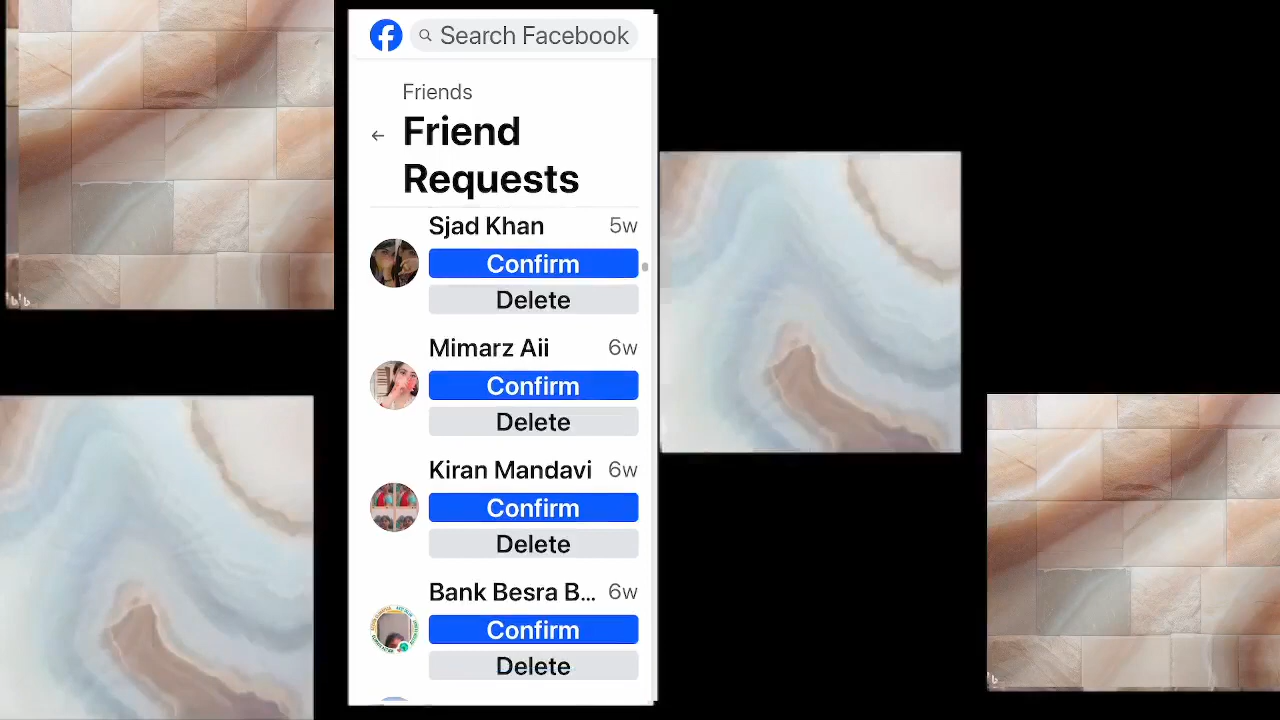 Search Facebook
Friends
Friend
Requests
Sjad Khan 5w
Confirm
Delete
Mimarz Aii 6w
Confirm
Delete
Kiran Mandavi 6w
Confirm
Delete
Bank Besra B... 6w
Confirm
Delete